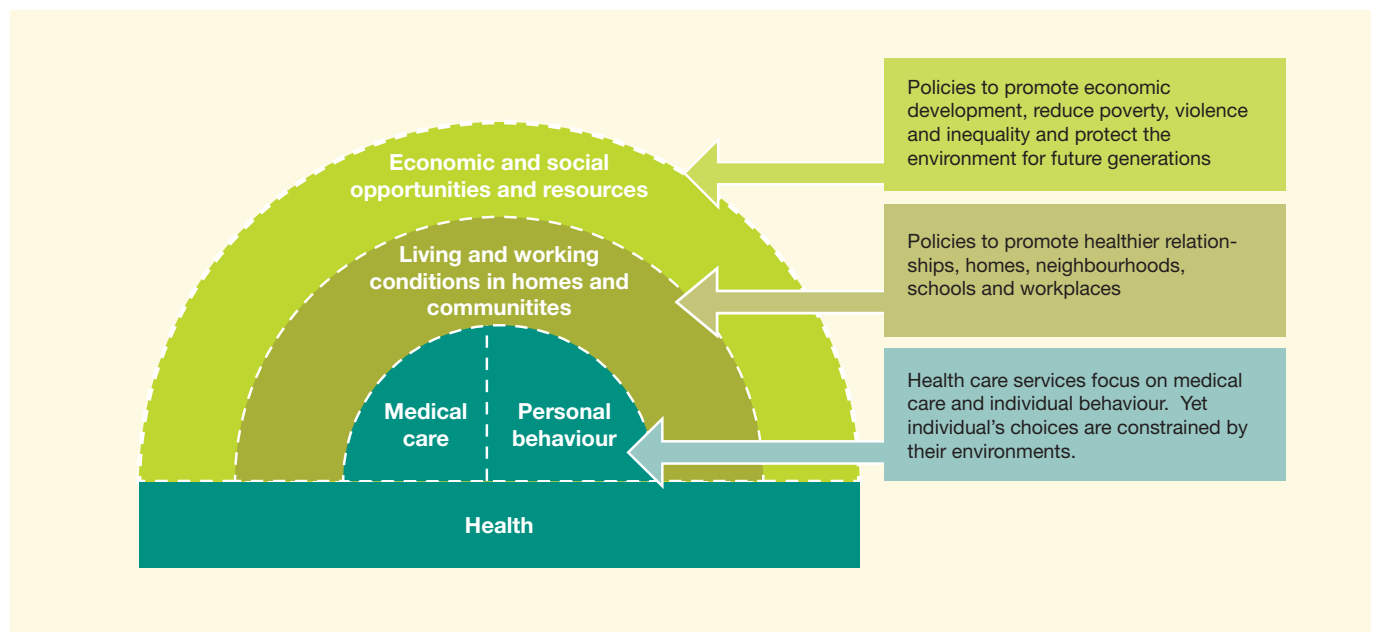 Economic and social
opportunities and resources
Living and working
conditions in homes and
communitites
Medical
care
Personal
behaviour
Health
Policies to promote economic
development, reduce poverty, violence
and inequality and protect the
environment for future generations
Policies to promote healthier relation-
ships, homes, neighbourhoods,
schools and workplaces
Health care services focus on medical
care and individual behaviour.  Yet
individual’s choices are constrained by
their environments.